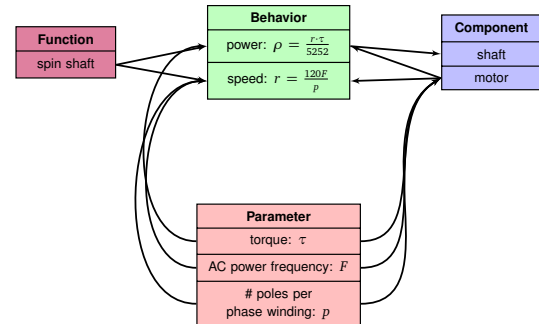 Function
spin shaft
Behavior
power: ρ = r·τ/5252
speed: r = 120F/p
Component
shaft
motor
Parameter
torque: τ
AC power frequency: F
# poles per
phase winding: p